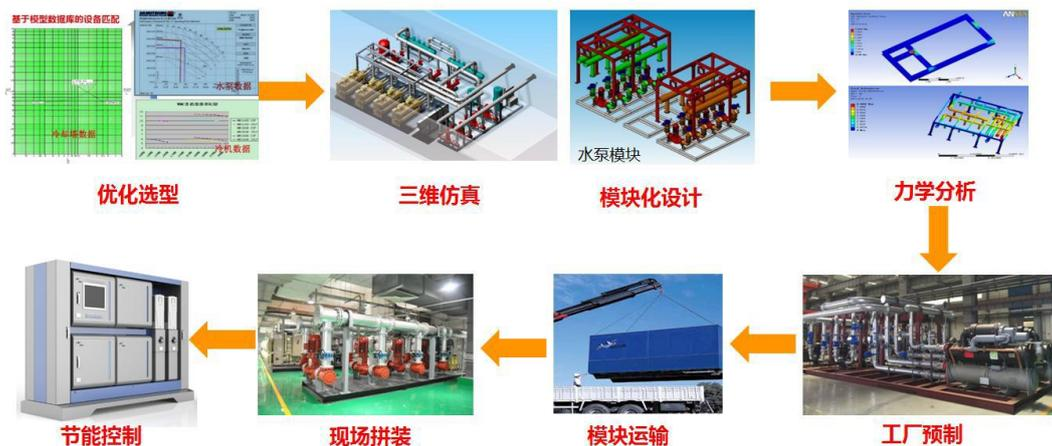 基于模型数据库的设备匹配
水泵数据
冷却塔数据
冷机数据
水泵模块
ANSYS
优化选型
三维仿真
模块化设计
力学分析
节能控制
现场拼装
模块运输
工厂预制